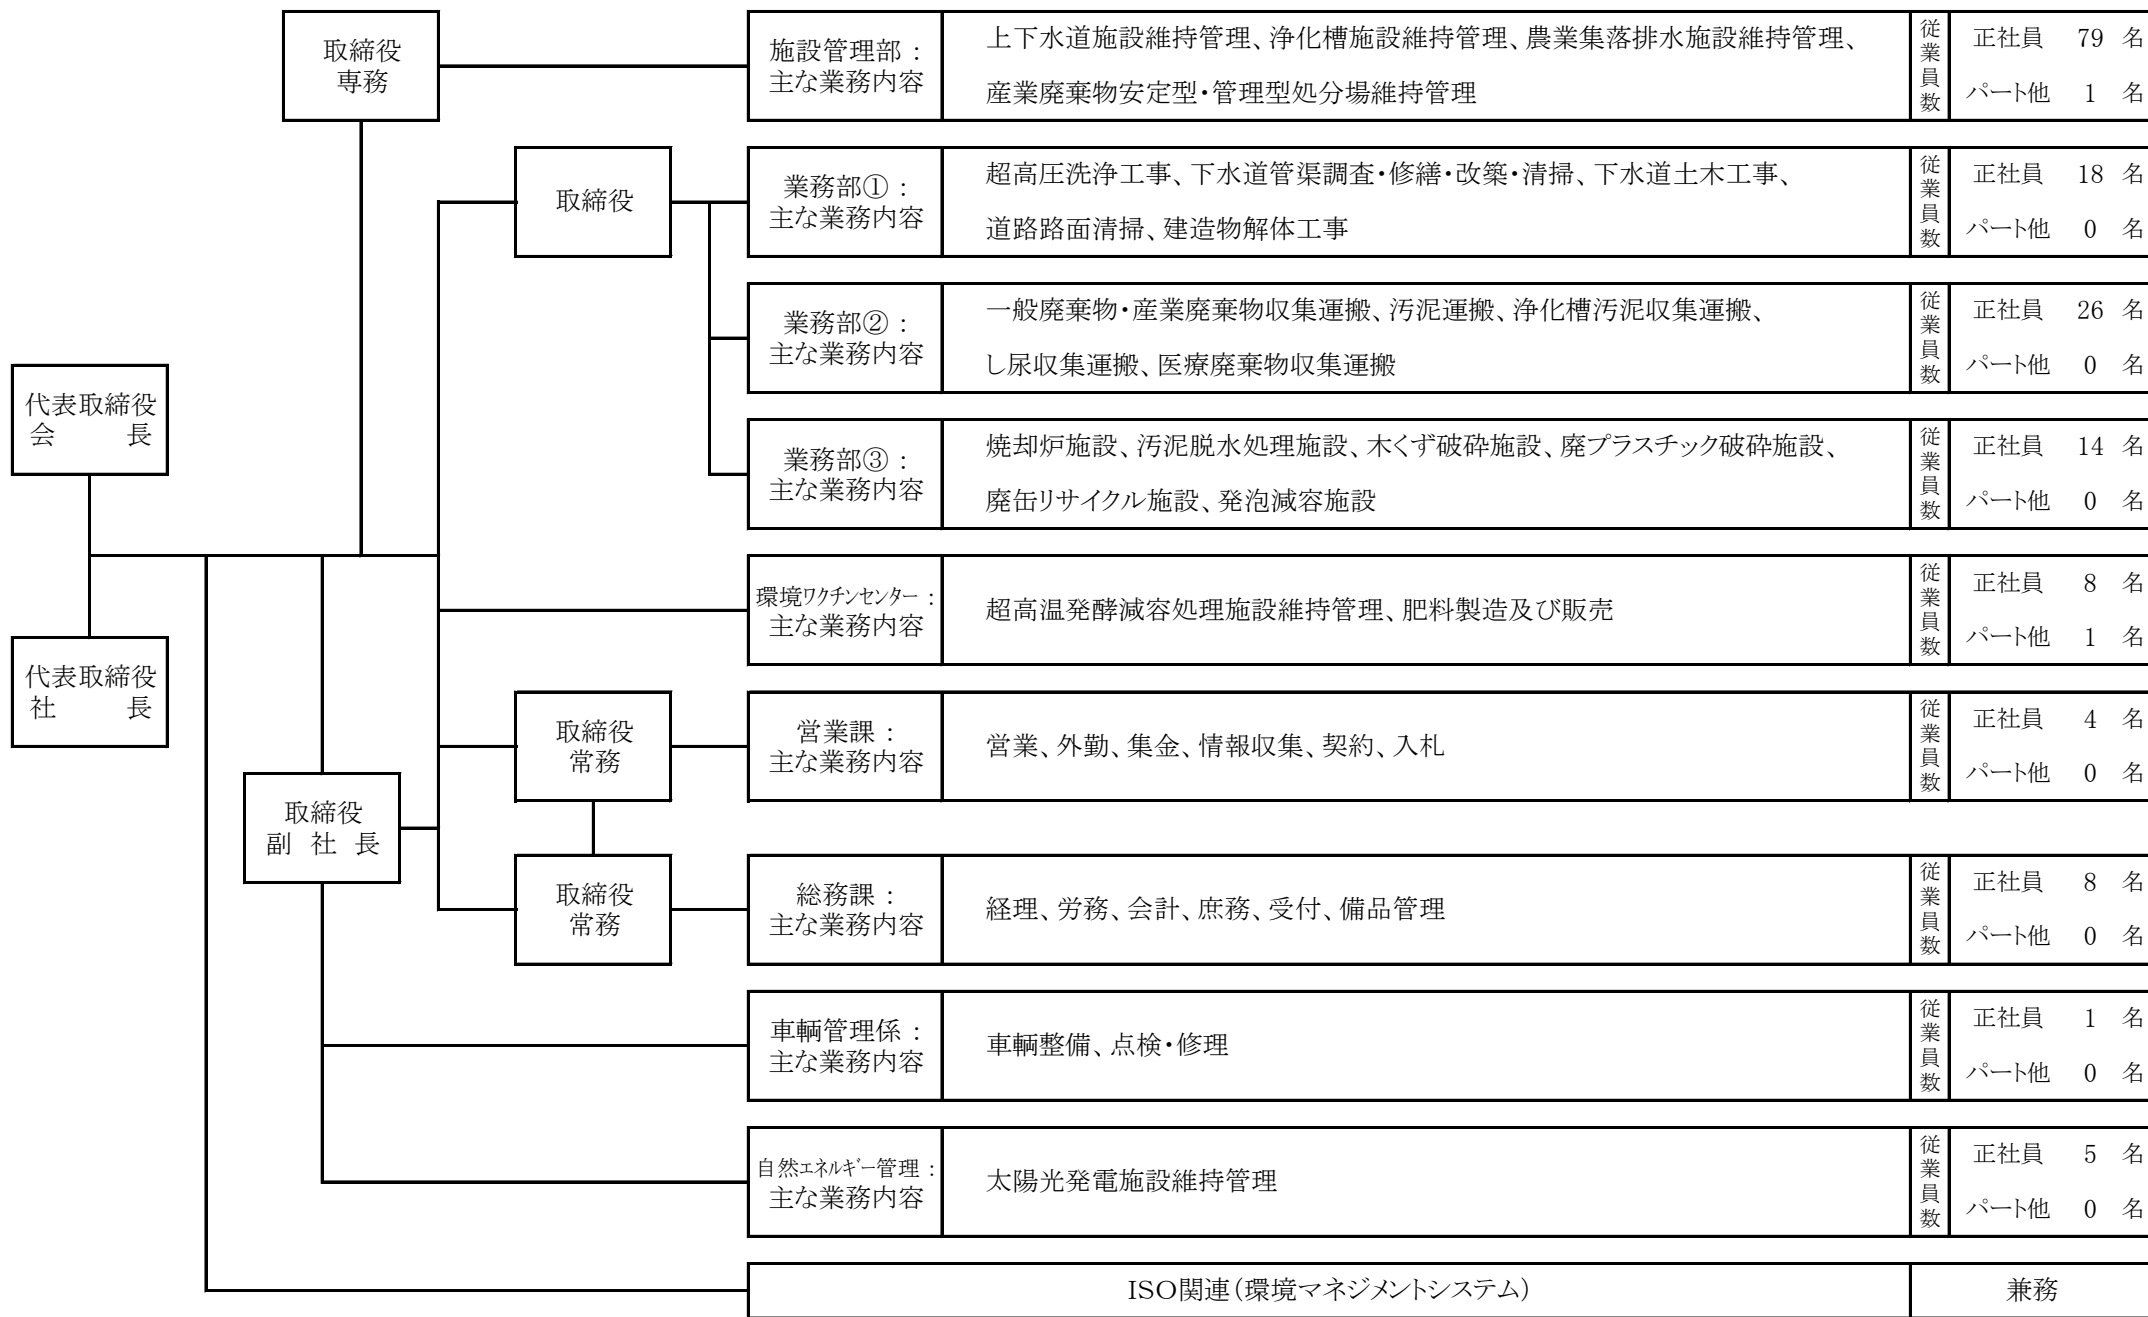 取締役
専務
施設管理部：
主な業務内容
上下水道施設維持管理、浄化槽施設維持管理、農業集落排水施設維持管理、
産業廃棄物安定型・管理型処分場維持管理
従業員数
正社員 79 名
パート他 1 名
取締役
業務部①：
主な業務内容
超高圧洗浄工事、下水道管渠調査・修繕・改築・清掃、下水道土木工事、
道路路面清掃、建造物解体工事
従業員数
正社員 18 名
パート他 0 名
業務部②：
主な業務内容
一般廃棄物・産業廃棄物収集運搬、汚泥運搬、浄化槽汚泥収集運搬、
し尿収集運搬、医療廃棄物収集運搬
従業員数
正社員 26 名
パート他 0 名
代表取締役
会 長
業務部③：
主な業務内容
焼却炉施設、汚泥脱水処理施設、木くず破砕施設、廃プラスチック破砕施設、
廃缶リサイクル施設、発泡減容施設
従業員数
正社員 14 名
パート他 0 名
環境ワクチンセンター：
主な業務内容
超高温発酵減容処理施設維持管理、肥料製造及び販売
従業員数
正社員 8 名
パート他 1 名
代表取締役
社 長
取締役
常務
営業課：
主な業務内容
営業、外勤、集金、情報収集、契約、入札
従業員数
正社員 4 名
パート他 0 名
取締役
副 社 長
取締役
常務
総務課：
主な業務内容
経理、労務、会計、庶務、受付、備品管理
従業員数
正社員 8 名
パート他 0 名
車輌管理係：
主な業務内容
車輌整備、点検・修理
従業員数
正社員 1 名
パート他 0 名
自然エネルギー管理：
主な業務内容
太陽光発電施設維持管理
従業員数
正社員 5 名
パート他 0 名
ISO関連（環境マネジメントシステム）
兼務